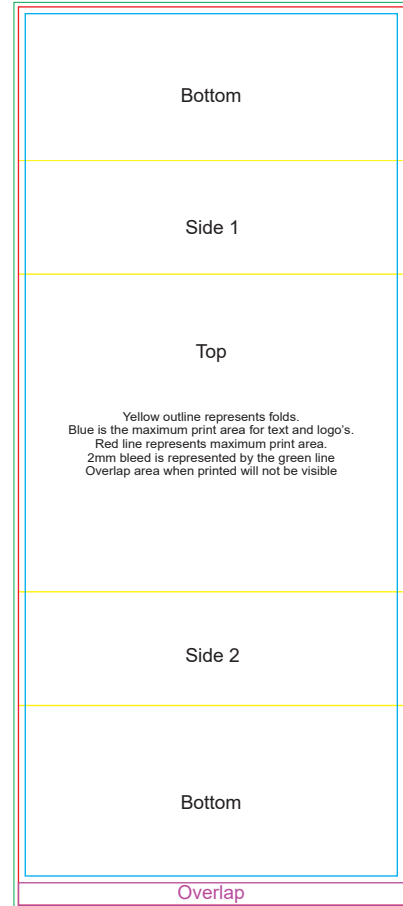 Bottom
Side 1
Top
Yellow outline represents folds.
Blue is the maximum print area for text and logo's.
Red line represents maximum print area.
2mm bleed is represented by the green line
Overlap area when printed will not be visible
Side 2
Bottom
Overlap